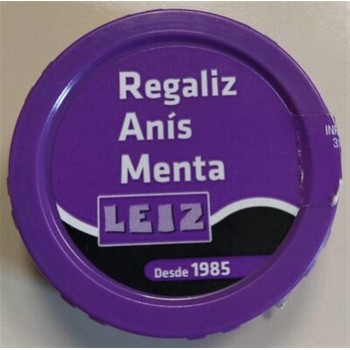 Regaliz
Anís
Menta
LEIZ
Desde 1985